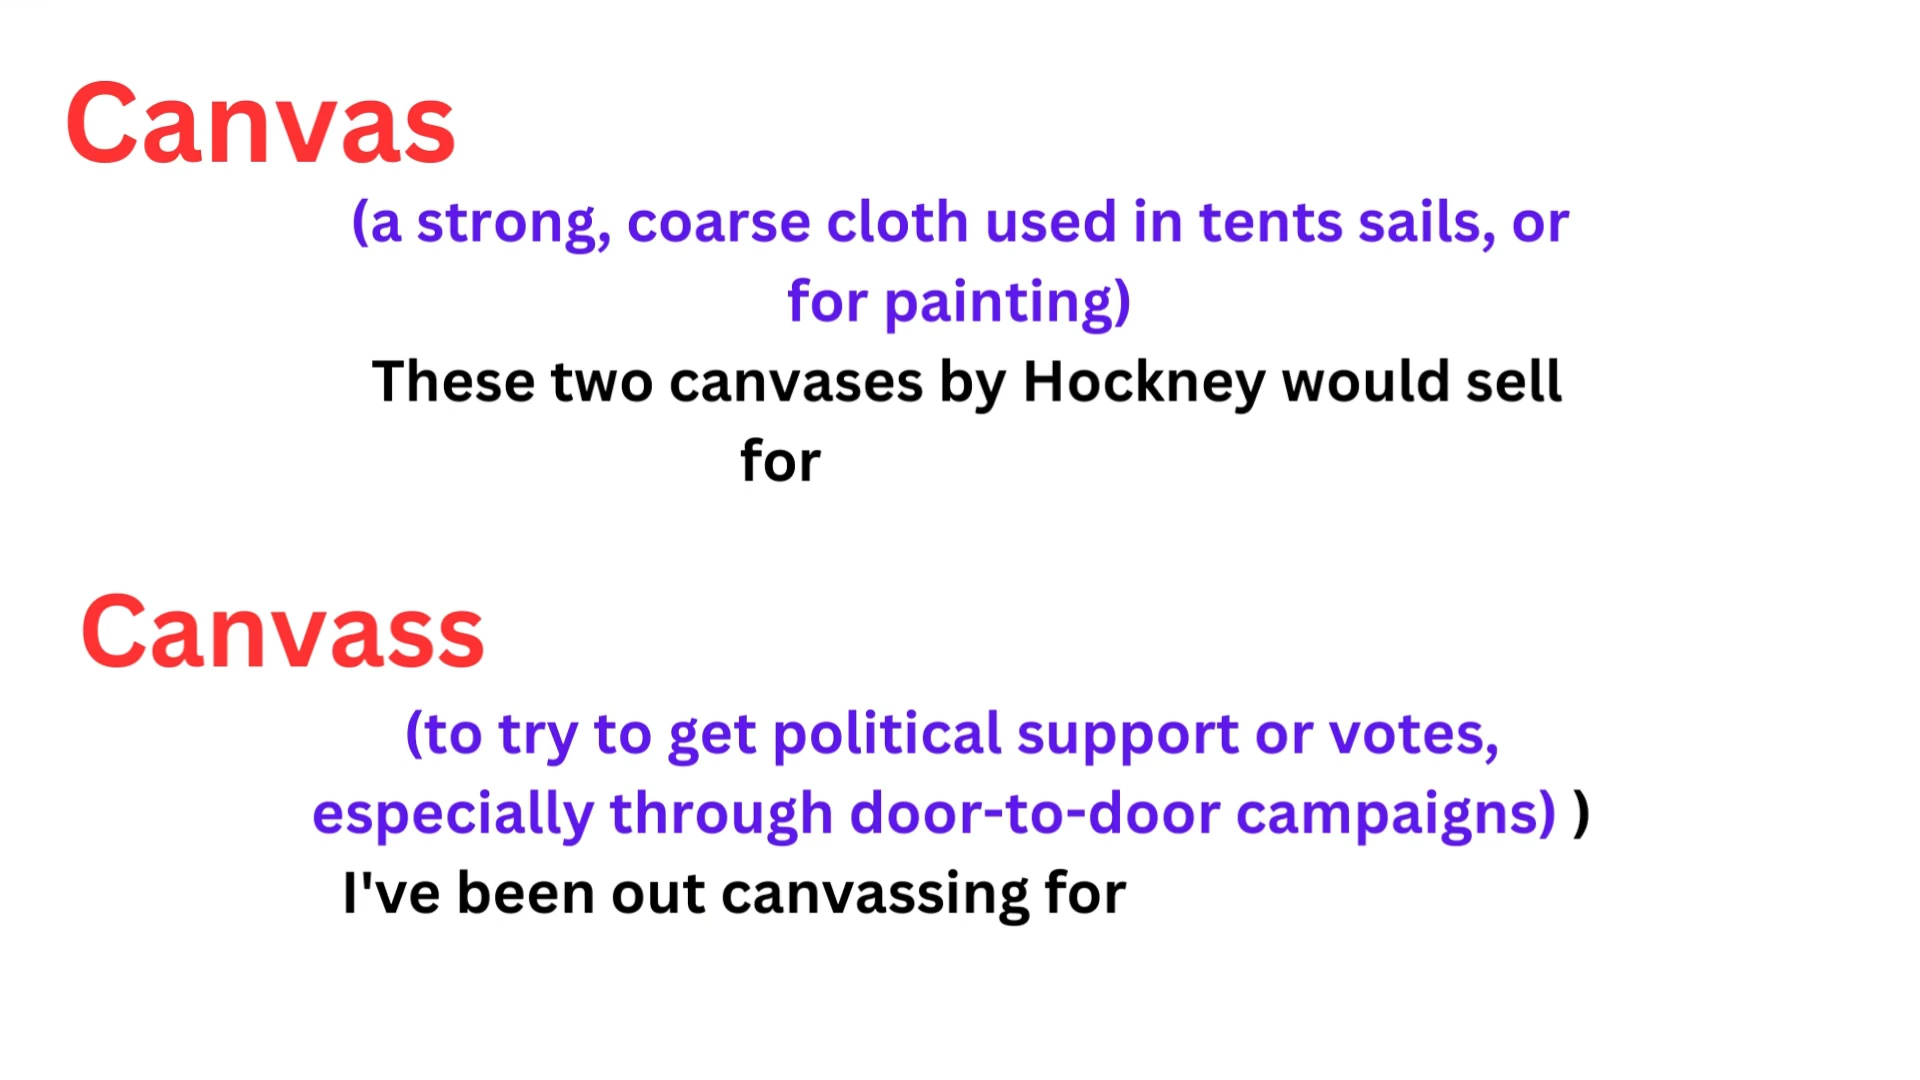 Canvas
(a strong, coarse cloth used in tents sails, or
for painting)
These two canvases by Hockney would sell
for
Canvass
(to try to get political support or votes,
especially through door-to-door campaigns) )
I've been out canvassing for